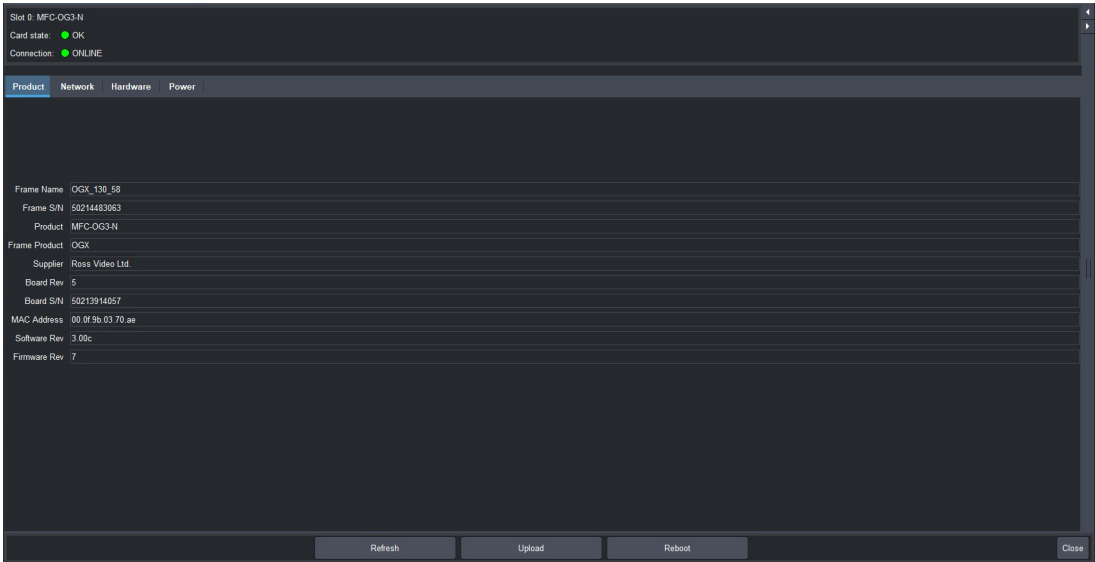 Slot 0: MFC-OG3-N
Card state: OK
Connection: ONLINE
Product Network Hardware Power
Frame Name OGX_130_58
Frame S/N 50214483063
Product MFC-OG3-N
Frame Product OGX
Supplier Ross Video Ltd.
Board Rev 5
Board S/N 50213914057
MAC Address 00.0f.9b.03.70.ae
Software Rev 3.00c
Firmware Rev 7
Refresh Upload Reboot Close